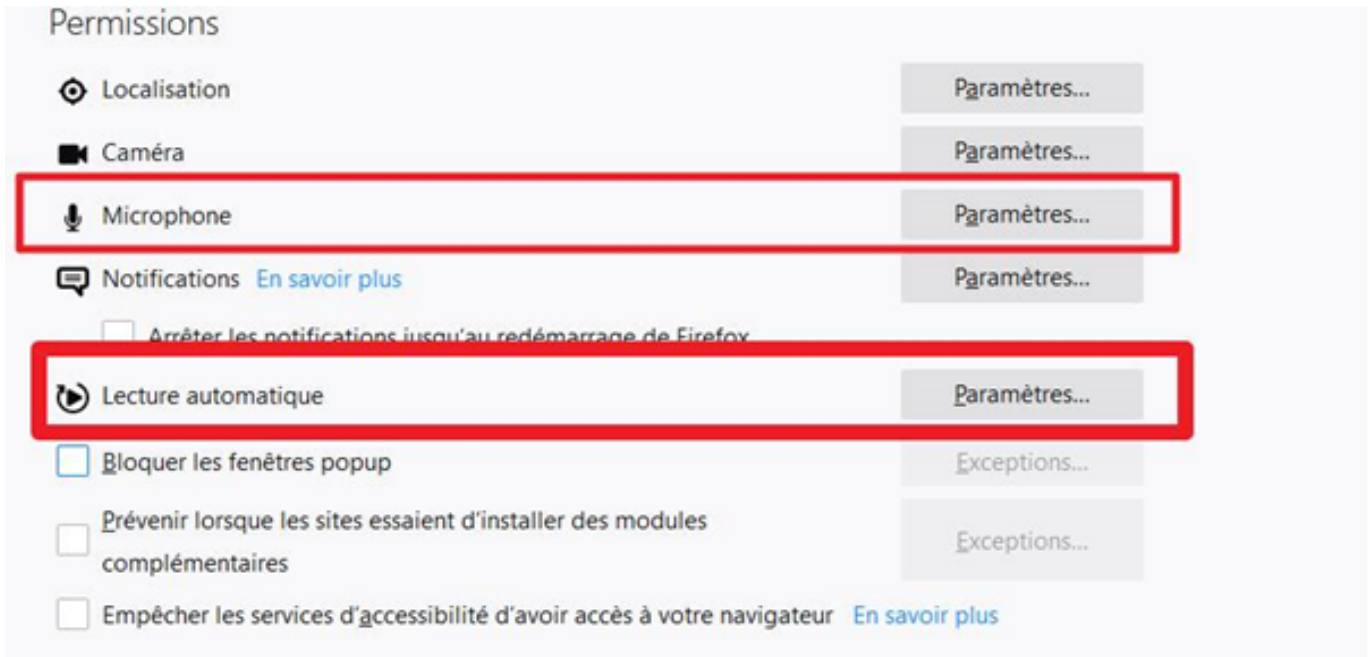 Permissions
Localisation Paramètres...
Caméra Paramètres...
Microphone Paramètres...
Notifications En savoir plus Paramètres...
Arrêter les notifications jusqu'au redémarrage de Firefox
Lecture automatique Paramètres...
Bloquer les fenêtres popup Exceptions...
Prévenir lorsque les sites essaient d'installer des modules
complémentaires Exceptions...
Empêcher les services d'accessibilité d'avoir accès à votre navigateur En savoir plus